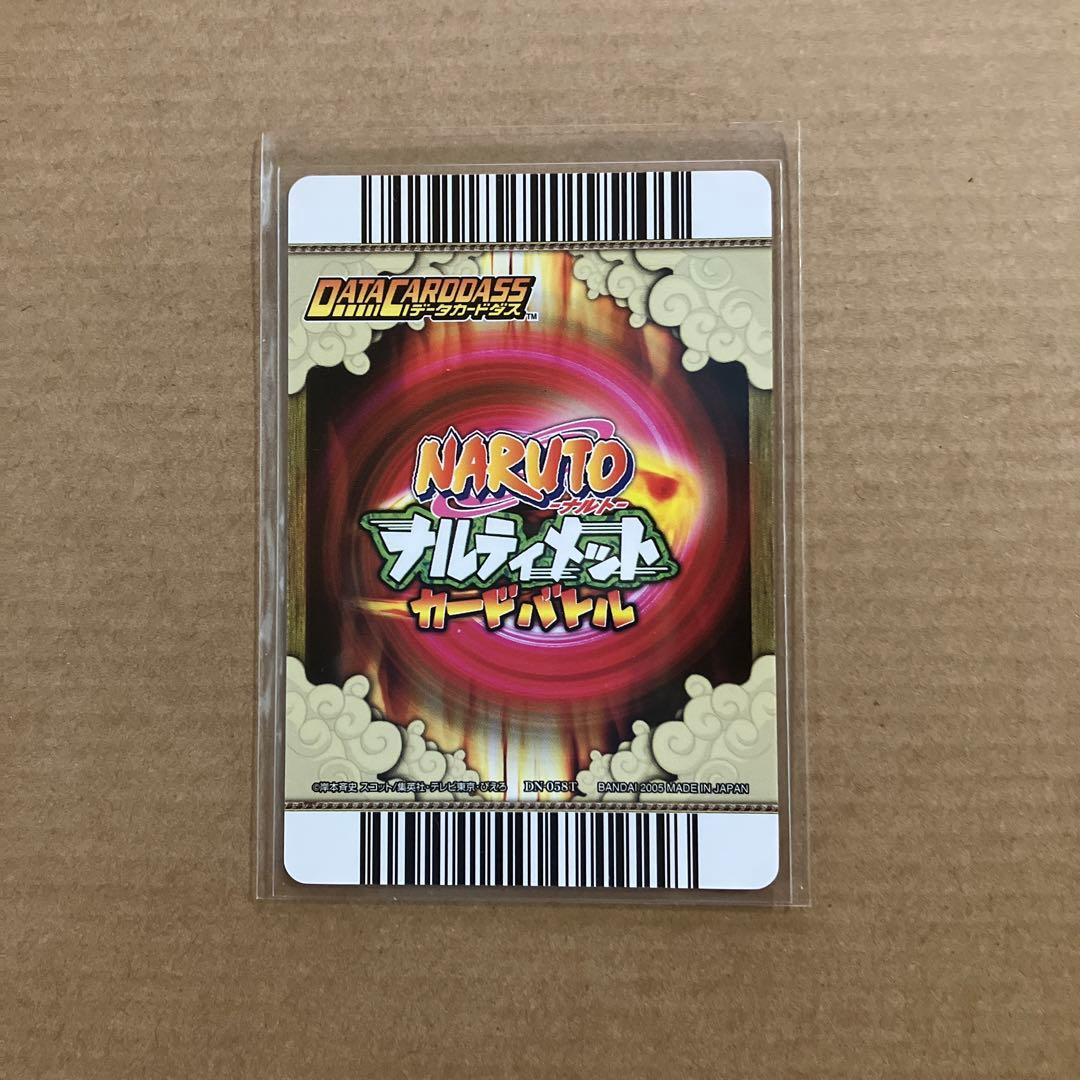 DATA CARDDASS
データカードダス™
NARUTO
-ナルト-
ナルティメット
カードバトル
©岸本斉史 スコット/集英社・テレビ東京・ぴえろ DN-058T BANDAI 2005 MADE IN JAPAN